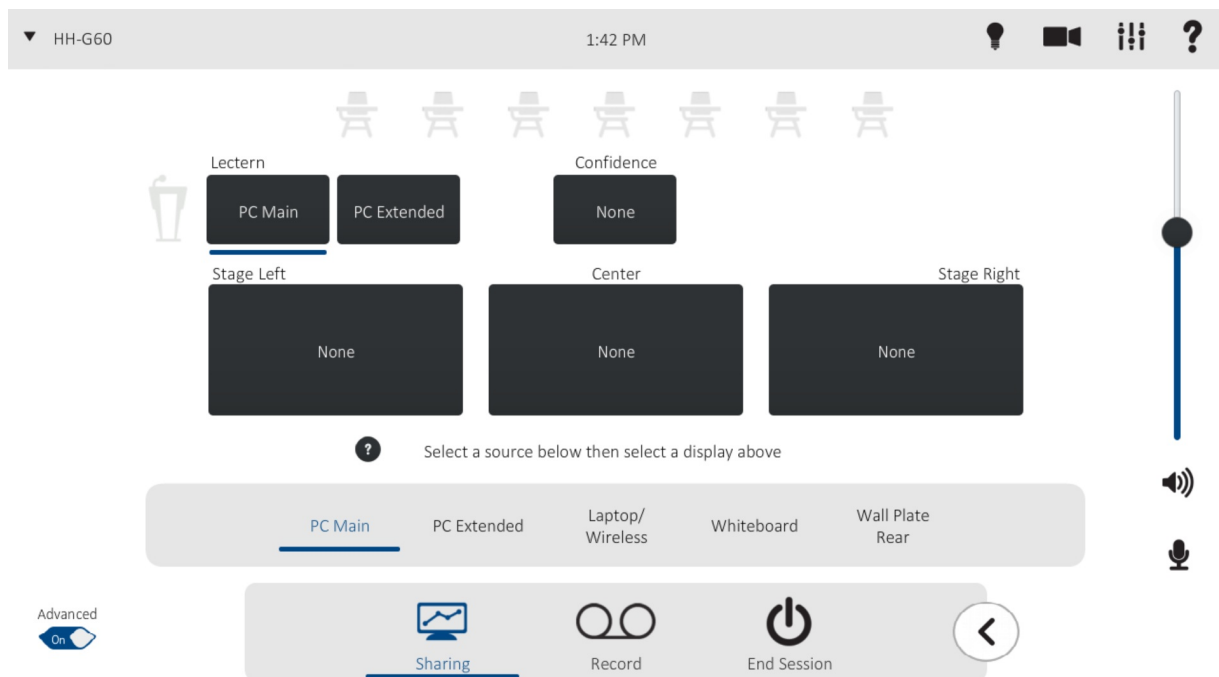 HH-G60
1:42 PM
?
Lectern
Confidence
PC Main
PC Extended
None
Stage Left
Center
Stage Right
None
None
None
?
Select a source below then select a display above
PC Main
PC Extended
Laptop/
Wireless
Whiteboard
Wall Plate
Rear
Advanced
On
Sharing
Record
End Session